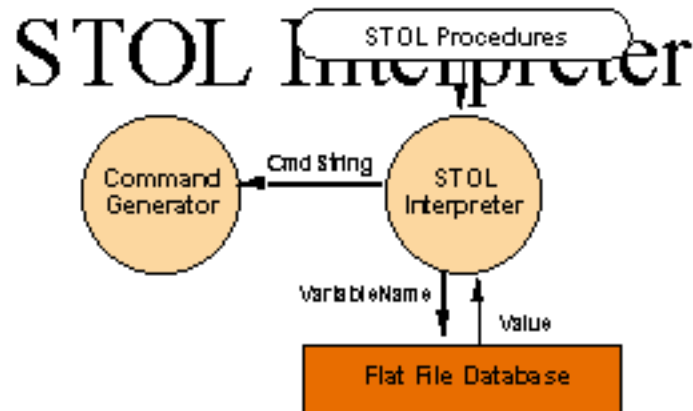 STOL Interpreter
STOL Procedures
Cmd String
Command
Generator
STOL
Interpreter
VariableName
Value
Flat File Database